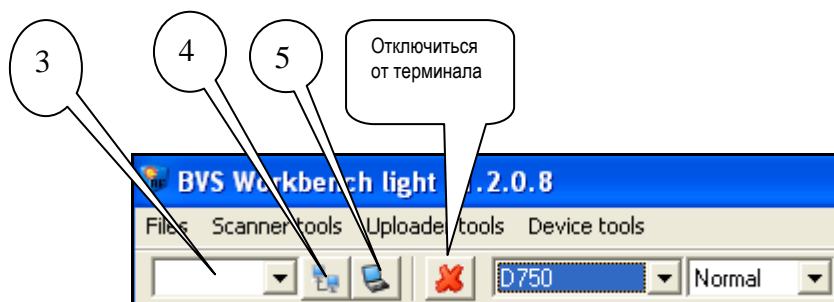 3
4
5
Отключиться
от терминала
BVS Workbench light 1.2.0.8
Files Scanner tools Uploader tools Device tools
D750 Normal